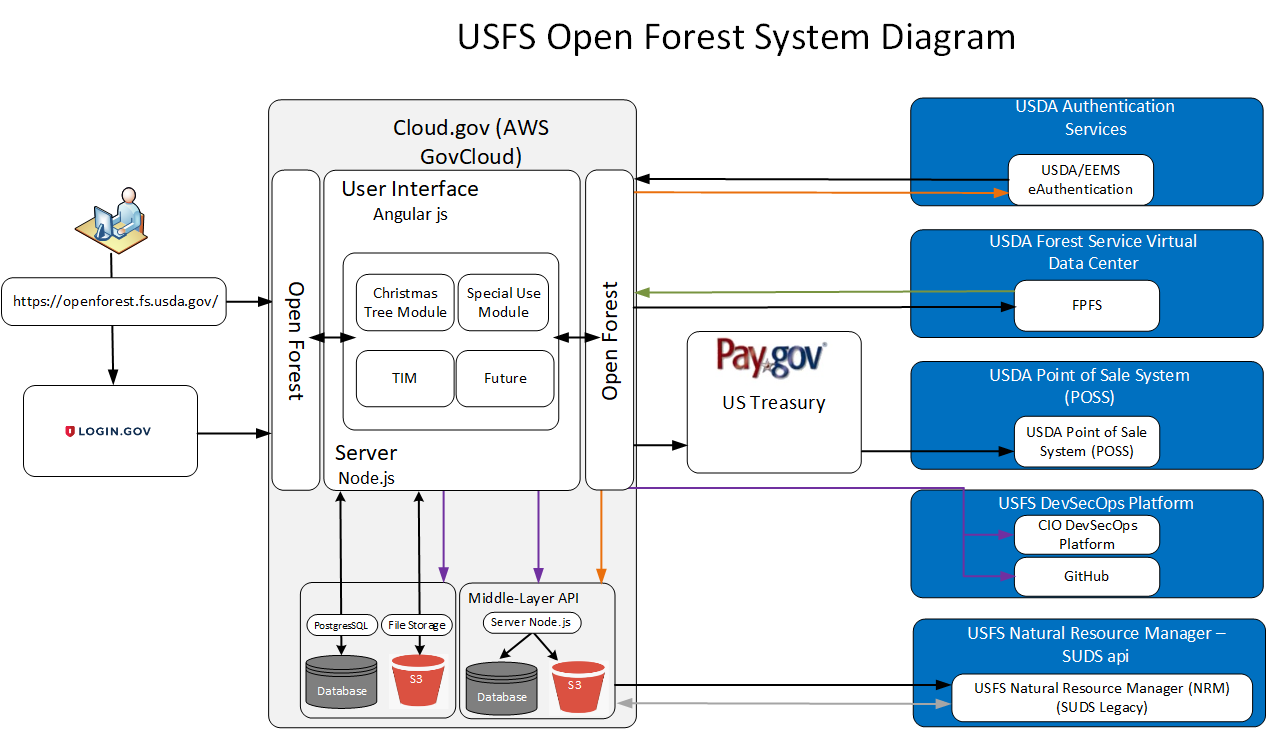 USFS Open Forest System Diagram
Cloud.gov (AWS
GovCloud)
User Interface
Angular js
Open Forest
Christmas
Tree Module
Special Use
Module
TIM
Future
Open Forest
Server
Node.js
https://openforest.fs.usda.gov/
LOGIN.GOV
PostgresSQL
File Storage
Database
S3
Middle-Layer API
Server Node.js
Database
S3
Pay.gov
US Treasury
USDA Authentication
Services
USDA/EEMS
eAuthentication
USDA Forest Service Virtual
Data Center
FPFS
USDA Point of Sale System
(POSS)
USDA Point of Sale
System (POSS)
USFS DevSecOps Platform
CIO DevSecOps
Platform
GitHub
USFS Natural Resource Manager –
SUDS api
USFS Natural Resource Manager (NRM)
(SUDS Legacy)